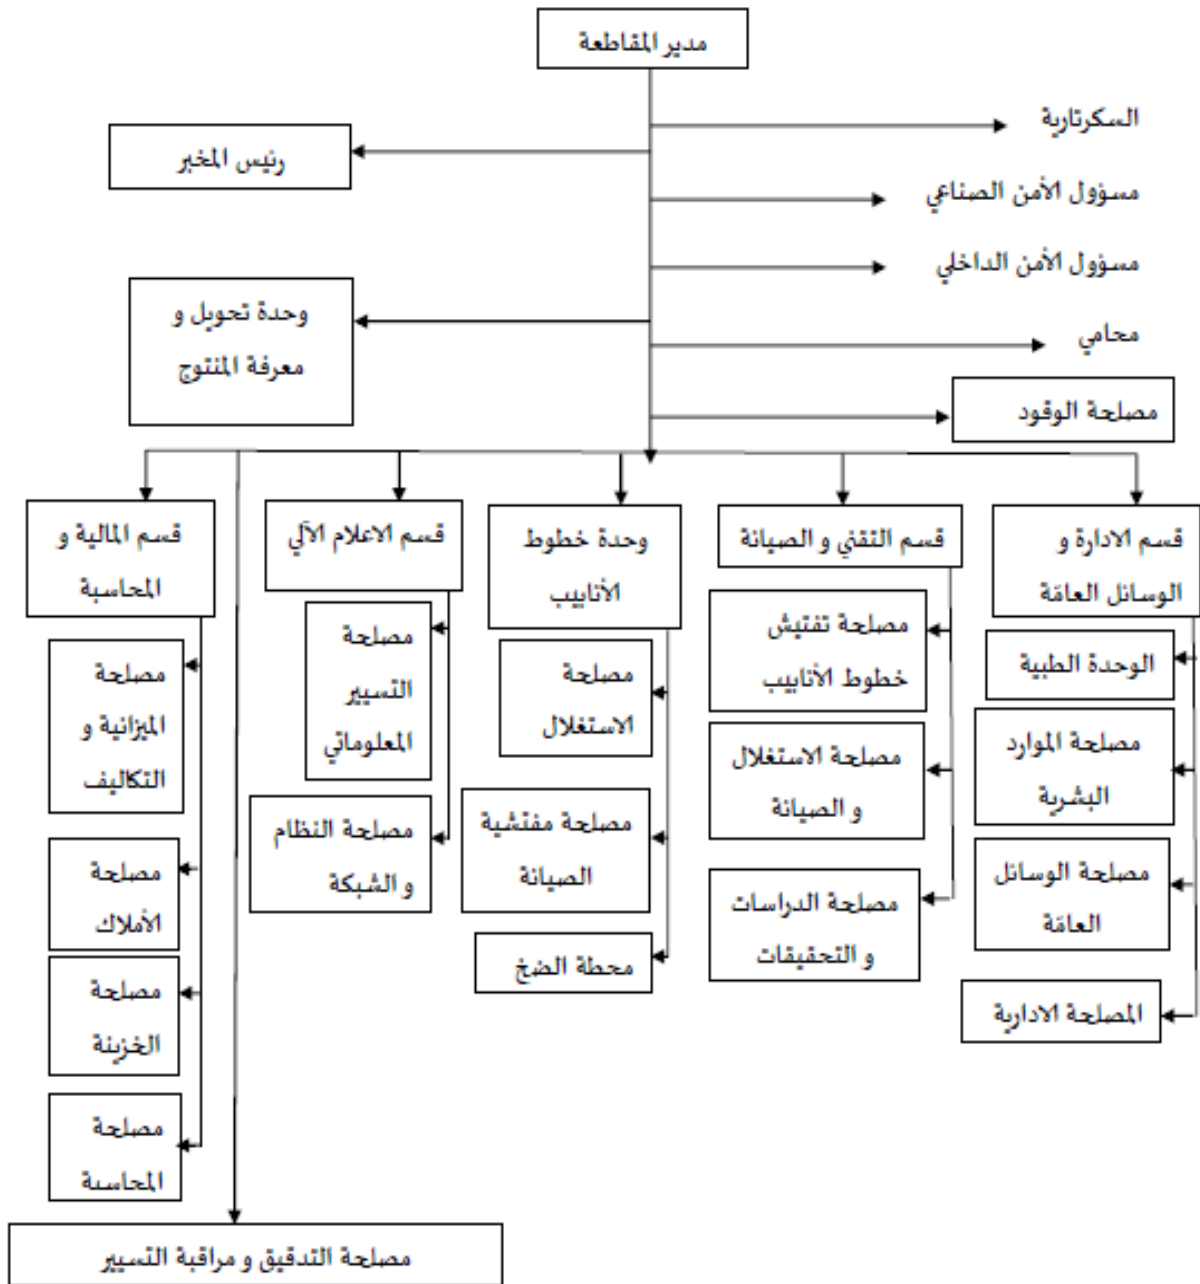 مدير المقاطعة
السكرتارية
رئيس المخبر
مسؤول الأمن الصناعي
مسؤول الأمن الداخلي
وحدة تحويل و
معرفة المنتوج
محامي
مصلحة الوقود
قسم الادارة و
الوسائل العامّة
الوحدة الطبية
مصلحة الموارد
البشرية
مصلحة الوسائل
العامّة
المصلحة الادارية
قسم التقني و الصيانة
مصلحة تفتيش
خطوط الأنابيب
مصلحة الاستغلال
و الصيانة
مصلحة الدراسات
و التحقيقات
وحدة خطوط
الأنابيب
مصلحة
الاستغلال
مصلحة مفتشية
الصيانة
محطة الضخ
قسم الاعلام الآلي
مصلحة
التسيير
المعلوماتي
مصلحة النظام
و الشبكة
قسم المالية و
المحاسبة
مصلحة
الميزانية و
التكاليف
مصلحة
الأملاك
مصلحة
الخزينة
مصلحة
المحاسبة
مصلحة التدقيق و مراقبة التسيير